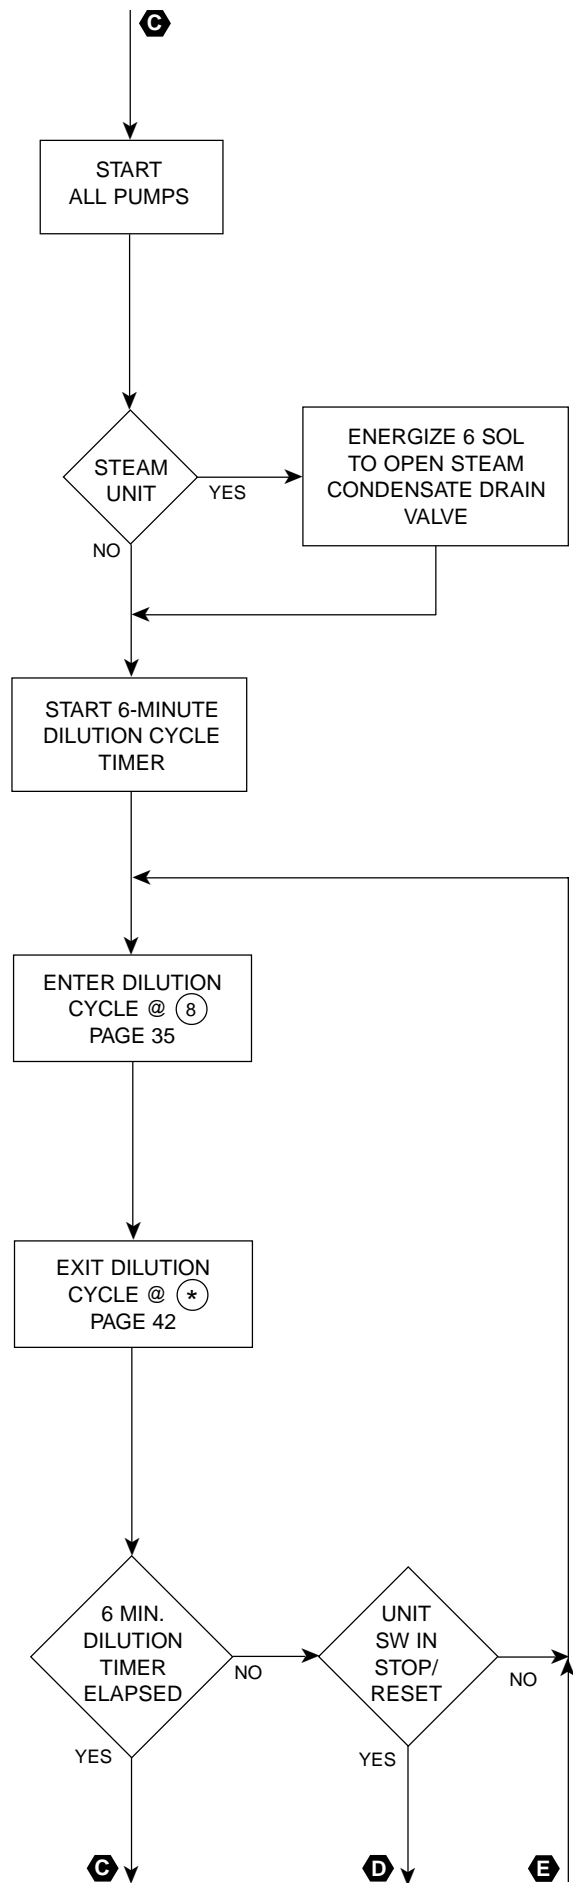 C
START
ALL PUMPS
STEAM
UNIT
YES
NO
ENERGIZE 6 SOL
TO OPEN STEAM
CONDENSATE DRAIN
VALVE
START 6-MINUTE
DILUTION CYCLE
TIMER
ENTER DILUTION
CYCLE @ 8
PAGE 35
EXIT DILUTION
CYCLE @ *
PAGE 42
6 MIN.
DILUTION
TIMER
ELAPSED
NO
YES
UNIT
SW IN
STOP/
RESET
NO
YES
C
D
E